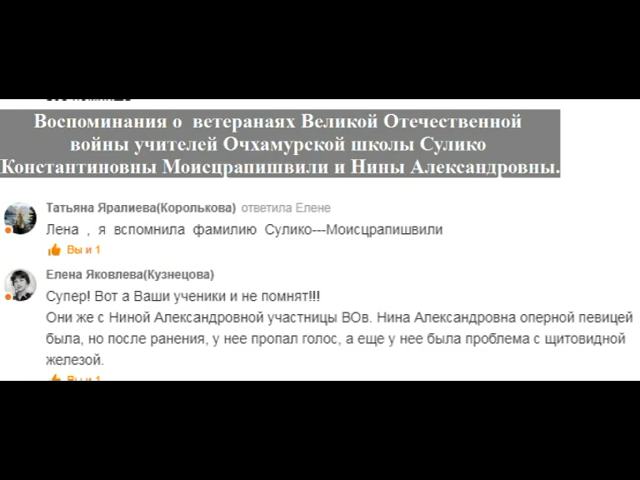 Воспоминания о ветеранаях Великой Отечественной
войны учителей Очхамурской школы Сулико
Константиновны Моисцрапишвили и Нины Александровны.
Татьяна Яралиева(Королькова) ответила Елене
Лена , я вспомнила фамилию Сулико---Моисцрапишвили
Вы и 1
Елена Яковлева(Кузнецова)
Супер! Вот а Ваши ученики и не помнят!!!
Они же с Ниной Александровной участницы ВОв. Нина Александровна оперной певицей
была, но после ранения, у нее пропал голос, а еще у нее была проблема с щитовидной
железой.
Вы и 1